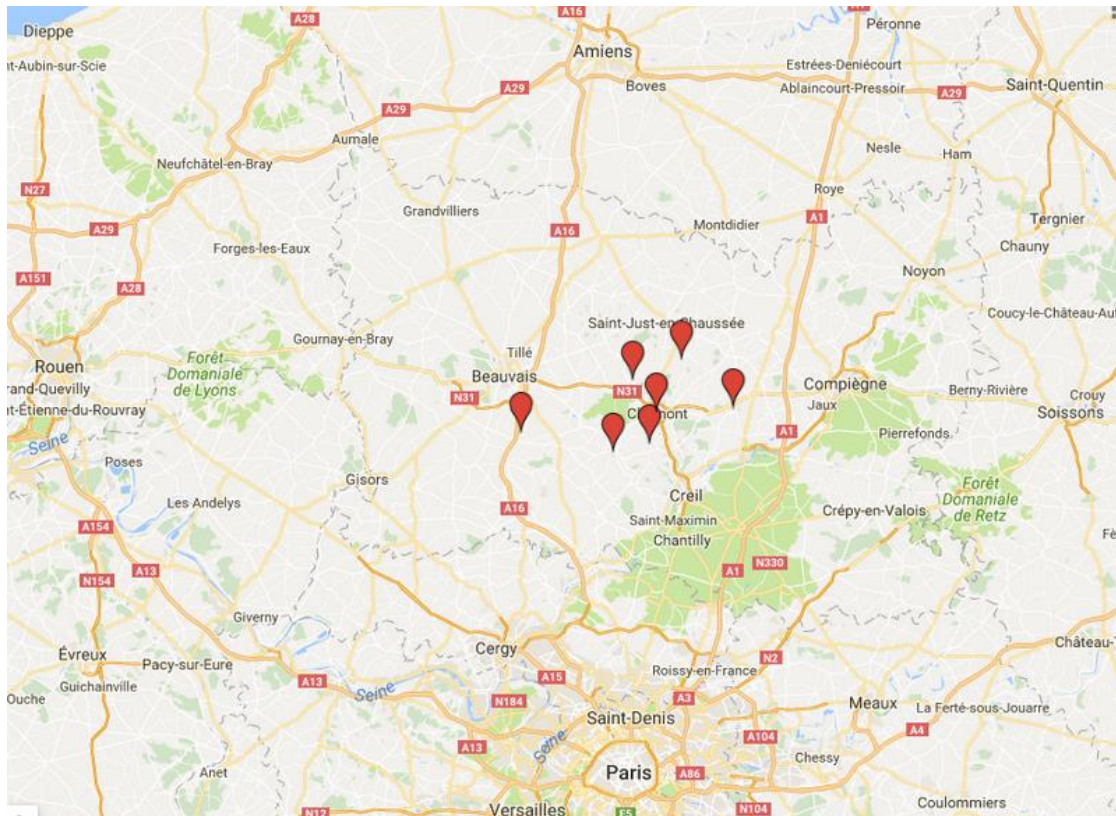 Dieppe
A16
A28
Péronne
Amiens
nt-Aubin-sur-Scie
Estrées-Deniécourt
Boves
Ablaincourt-Pressoir
Saint-Quentin
A29
A29
A29
Aumale
Neufchâtel-en-Bray
Nesle
Ham
N27
Roye
Grandvilliers
Montdidier
A1
Tergnier
A29
A16
Forges-les-Eaux
Chauny
A151
Noyon
A28
Coucy-le-Château-Auf
Saint-Just-en-Chaussée
Gournay-en-Bray
Rouen
Forêt
Domaniale
de Lyons
Tillé
Beauvais
Compiègne
rand-Quevilly
N31
N31
Berny-Rivière
Crouy
nt-Étienne-du-Rouvray
Jaux
Soissons
A1
Pierrefonds
Seine
Poses
Gisors
Forêt
Domaniale
de Retz
Les Andelys
Creil
A16
Saint-Maximin
Crépy-en-Valois
A154
Chantilly
A13
N154
A1
N330
Giverny
Cergy
Château-T
Évreux
Pacy-sur-Eure
N2
Roissy-en-France
Guichainville
A13
A15
Ouche
Seine
N184
A3
Meaux
La Ferté-sous-Jouarre
Saint-Denis
A13
Seine
A104
A4
Chessy
Anet
Paris
A86
Coulommiers
N12
Versailles
E5
N104